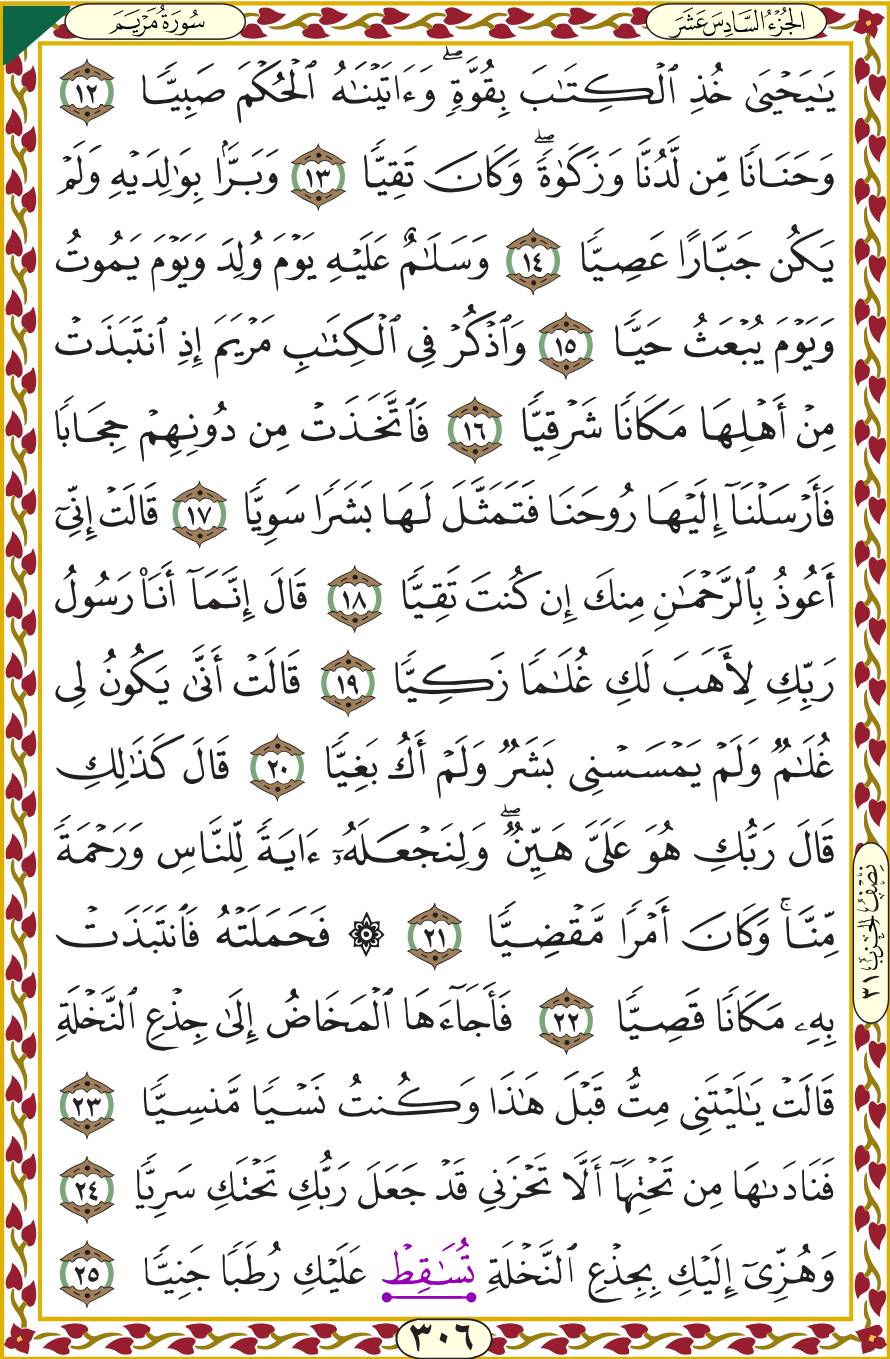 سُورَةُ مَرْيَمَ
الجُزْءُ السَّادِسَ عَشَرَ
يَٰيَحۡيَىٰ خُذِ ٱلۡكِتَٰبَ بِقُوَّةٖۖ وَءَاتَيۡنَٰهُ ٱلۡحُكۡمَ صَبِيّٗا ١٢
وَحَنَانٗا مِّن لَّدُنَّا وَزَكَوٰةٗۖ وَكَانَ تَقِيّٗا ١٣ وَبَرَّۢا بِوَٰلِدَيۡهِ وَلَمۡ
يَكُن جَبَّارًا عَصِيّٗا ١٤ وَسَلَٰمٌ عَلَيۡهِ يَوۡمَ وُلِدَ وَيَوۡمَ يَمُوتُ
وَيَوۡمَ يُبۡعَثُ حَيّٗا ١٥ وَٱذۡكُرۡ فِي ٱلۡكِتَٰبِ مَرۡيَمَ إِذِ ٱنتَبَذَتۡ
مِنۡ أَهۡلِهَا مَكَانٗا شَرۡقِيّٗا ١٦ فَٱتَّخَذَتۡ مِن دُونِهِمۡ حِجَابٗا
فَأَرۡسَلۡنَآ إِلَيۡهَا رُوحَنَا فَتَمَثَّلَ لَهَا بَشَرٗا سَوِيّٗا ١٧ قَالَتۡ إِنِّيٓ
أَعُوذُ بِٱلرَّحۡمَٰنِ مِنكَ إِن كُنتَ تَقِيّٗا ١٨ قَالَ إِنَّمَآ أَنَا۠ رَسُولُ
رَبِّكِ لِأَهَبَ لَكِ غُلَٰمٗا زَكِيّٗا ١٩ قَالَتۡ أَنَّىٰ يَكُونُ لِي
غُلَٰمٞ وَلَمۡ يَمۡسَسۡنِي بَشَرٞ وَلَمۡ أَكُ بَغِيّٗا ٢٠ قَالَ كَذَٰلِكِ
قَالَ رَبُّكِ هُوَ عَلَيَّ هَيِّنٞۖ وَلِنَجۡعَلَهُۥٓ ءَايَةٗ لِّلنَّاسِ وَرَحۡمَةٗ
مِّنَّاۚ وَكَانَ أَمۡرٗا مَّقۡضِيّٗا ٢١ ۞ فَحَمَلَتۡهُ فَٱنتَبَذَتۡ
بِهِۦ مَكَانٗا قَصِيّٗا ٢٢ فَأَجَآءَهَا ٱلۡمَخَاضُ إِلَىٰ جِذۡعِ ٱلنَّخۡلَةِ
قَالَتۡ يَٰلَيۡتَنِي مِتُّ قَبۡلَ هَٰذَا وَكُنتُ نَسۡيٗا مَّنسِيّٗا ٢٣
فَنَادَىٰهَا مِن تَحۡتِهَآ أَلَّا تَحۡزَنِي قَدۡ جَعَلَ رَبُّكِ تَحۡتَكِ سَرِيّٗا ٢٤
وَهُزِّيٓ إِلَيۡكِ بِجِذۡعِ ٱلنَّخۡلَةِ تُسَٰقِطۡ عَلَيۡكِ رُطَبٗا جَنِيّٗا ٢٥
نِصْفُ الحِزْبِ ٣١
٣٠٦